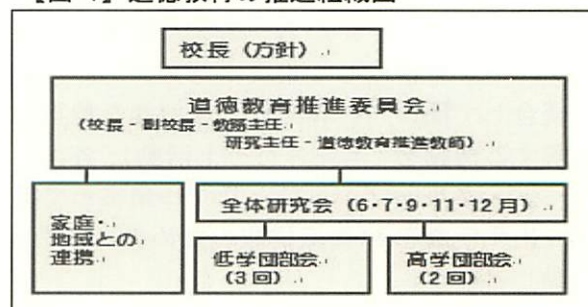 校長（方針）
道徳教育推進委員会
（校長・副校長・教務主任
研究主任・道徳教育推進教師）
家庭・
地域との
連携
全体研究会（6・7・9・11・12月）
低学団部会
（3回）
高学団部会
（2回）